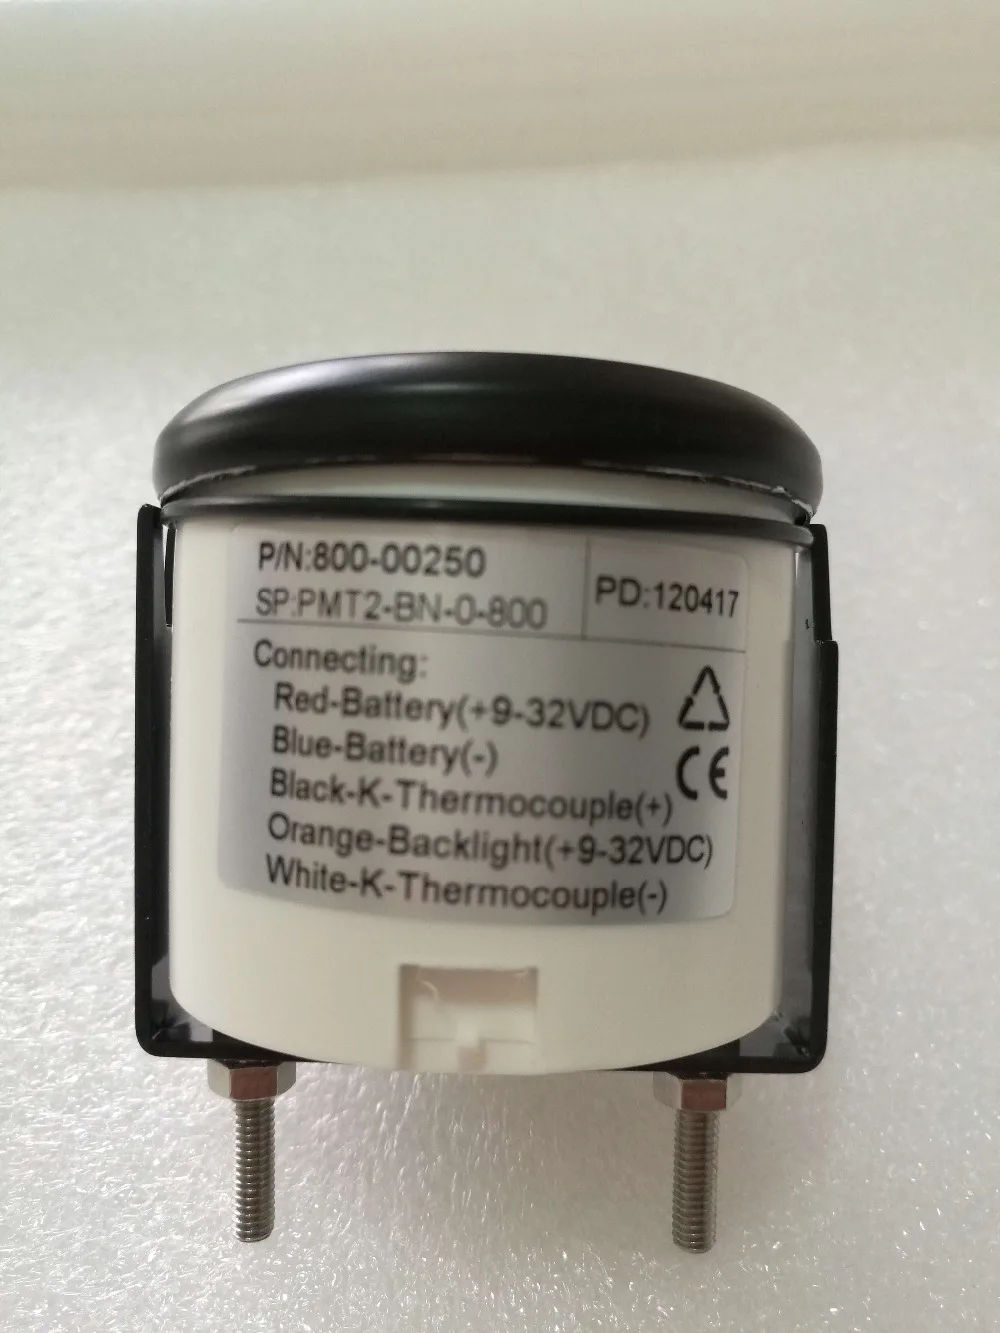 P/N:800-00250
SP:PMT2-BN-0-800
PD:120417
Connecting:
Red-Battery(+9-32VDC)
Blue-Battery(-)
Black-K-Thermocouple(+)
Orange-Backlight(+9-32VDC)
White-K-Thermocouple(-)
CE